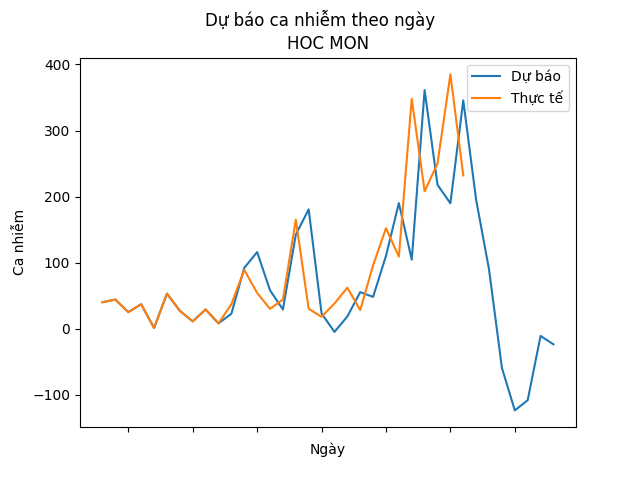 Dự báo ca nhiễm theo ngày
HOC MON
Dự báo
Thực tế
400
300
200
100
0
−100
Ca nhiễm
Ngày